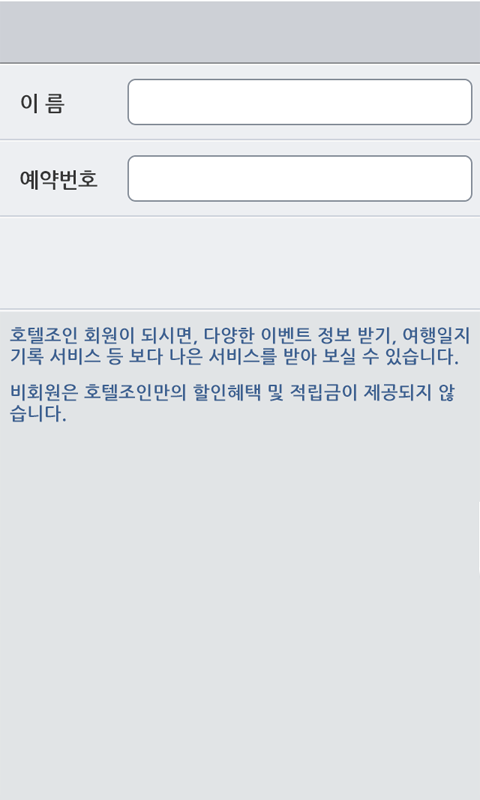 이 름
예약번호
호텔조인 회원이 되시면, 다양한 이벤트 정보 받기, 여행일지
기록 서비스 등 보다 나은 서비스를 받아 보실 수 있습니다.
비회원은 호텔조인만의 할인혜택 및 적립금이 제공되지 않
습니다.